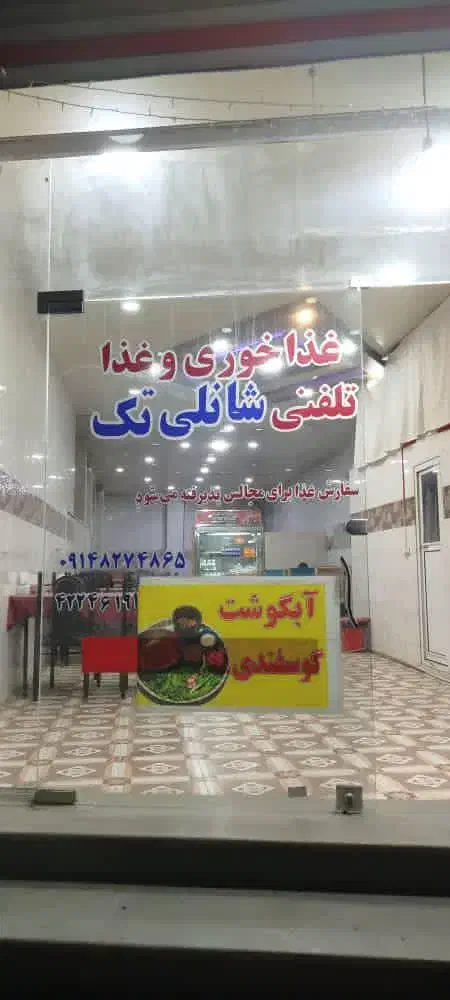 غذاخوری و غذا
تلفنی شانلی تک
سفارش غذا برای مجالس پذیرفته می شود
۰۹۱۴۸۲۷۴۸۶۵
آبگوشت
گوسفندی